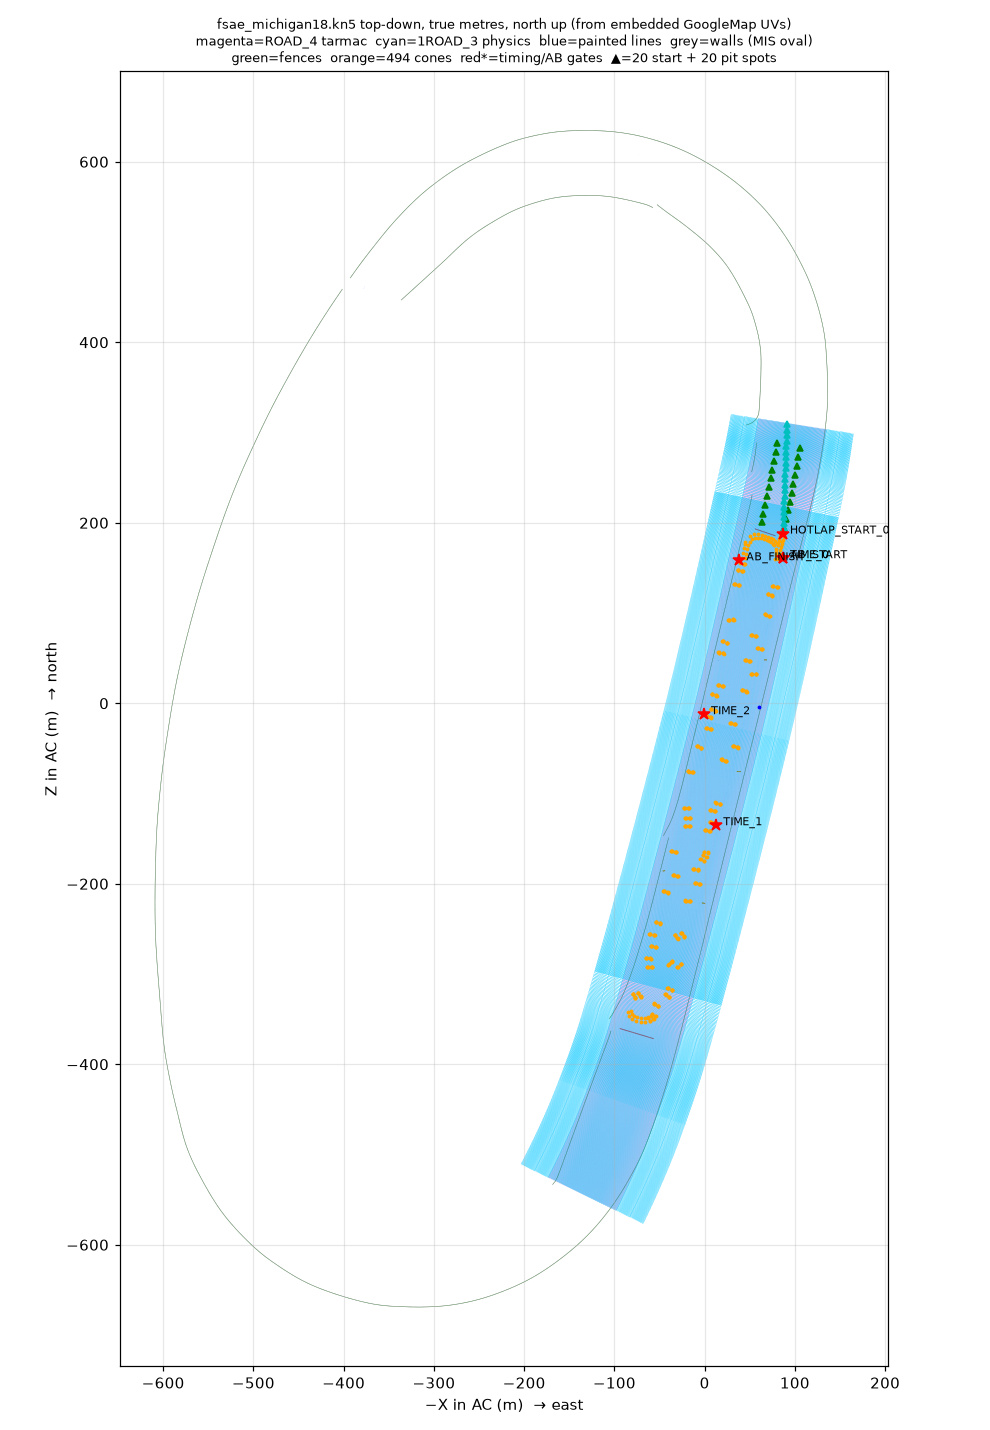 fsae_michigan18.kn5 top-down, true metres, north up (from embedded GoogleMap UVs)
magenta=ROAD_4 tarmac  cyan=1ROAD_3 physics  blue=painted lines  grey=walls (MIS oval)
green=fences  orange=494 cones  red*=timing/AB gates  ▲=20 start + 20 pit spots
600
400
200
0
−200
−400
−600
Z in AC (m)  → north
HOTLAP_START_0
TIME_2
TIME_1
−600
−500
−400
−300
−200
−100
0
100
200
−X in AC (m)  → east